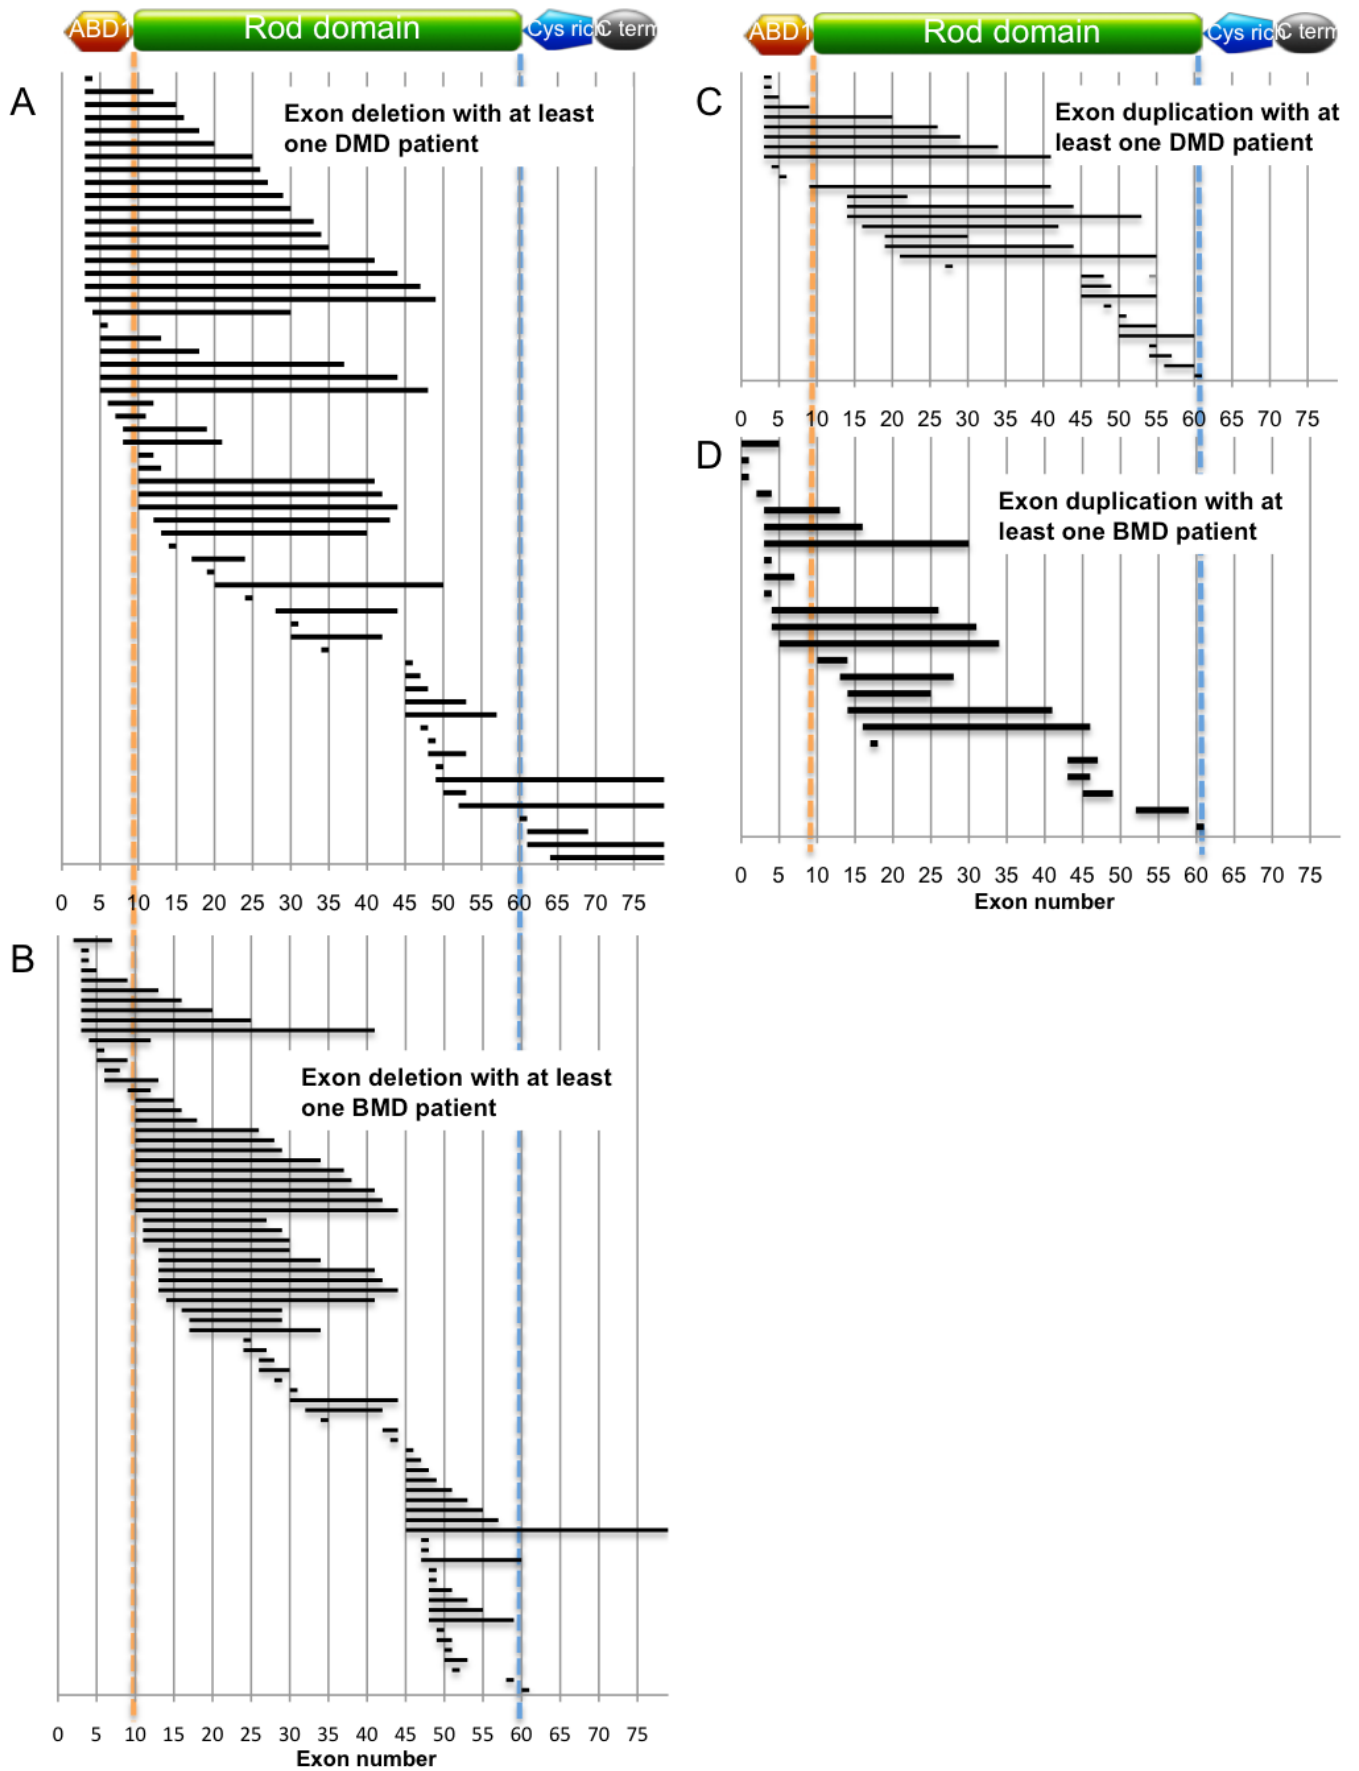 ABD1 Rod domain Cys rich C term
ABD1 Rod domain Cys rich C term
A
Exon deletion with at least
one DMD patient
0 5 10 15 20 25 30 35 40 45 50 55 60 65 70 75
B
Exon deletion with at least
one BMD patient
0 5 10 15 20 25 30 35 40 45 50 55 60 65 70 75
Exon number
C
Exon duplication with at
least one DMD patient
0 5 10 15 20 25 30 35 40 45 50 55 60 65 70 75
D
Exon duplication with at
least one BMD patient
0 5 10 15 20 25 30 35 40 45 50 55 60 65 70 75
Exon number